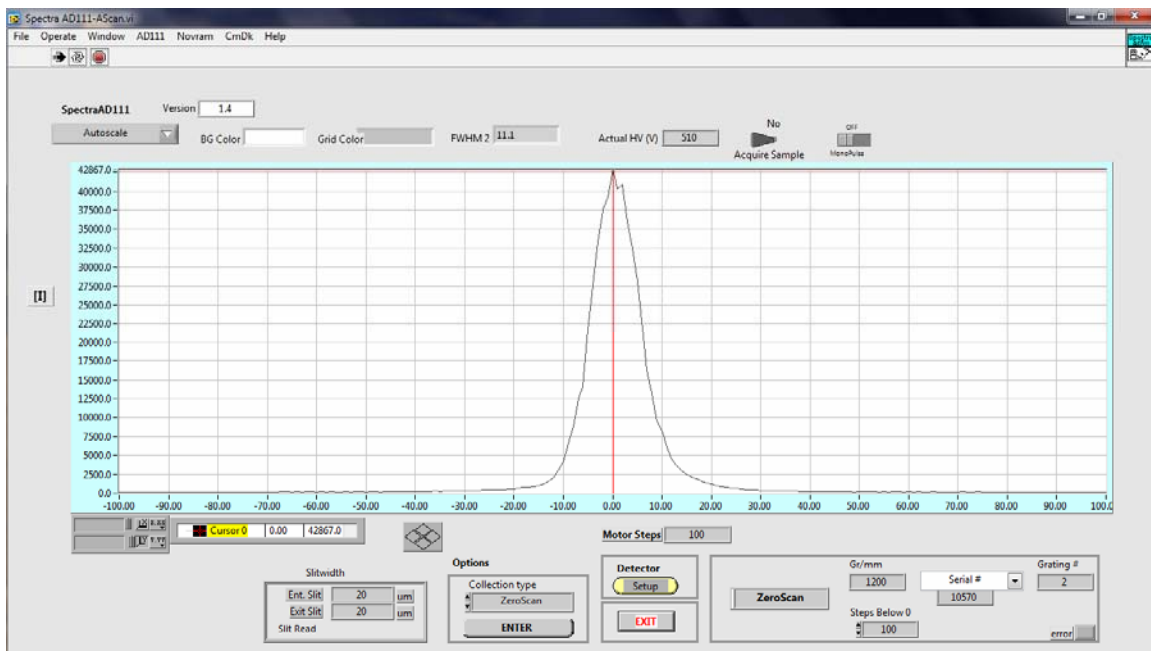 Spectra AD111-AScan.vi
File Operate Window AD111 Novram CmDk Help
SpectraAD111 Version 1.4
Autoscale BG Color Grid Color FWHM 2 11.1 Actual HV (V) 510 No Acquire Sample OFF MonoPulse
42867.0
40000.0
37500.0
35000.0
32500.0
30000.0
27500.0
25000.0
22500.0
20000.0
17500.0
15000.0
12500.0
10000.0
7500.0
5000.0
2500.0
0.0
[I]
-100.00 -90.00 -80.00 -70.00 -60.00 -50.00 -40.00 -30.00 -20.00 -10.00 0.00 10.00 20.00 30.00 40.00 50.00 60.00 70.00 80.00 90.00 100.0
Cursor 0 0.00 42867.0
Motor Steps 100
Slitwidth
Ent. Slit 20 um
Exit Slit 20 um
Slit Read
Options
Collection type
ZeroScan
ENTER
Detector
Setup
EXIT
ZeroScan
Gr/mm
1200
Serial #
10570
Grating #
2
Steps Below 0
100
error